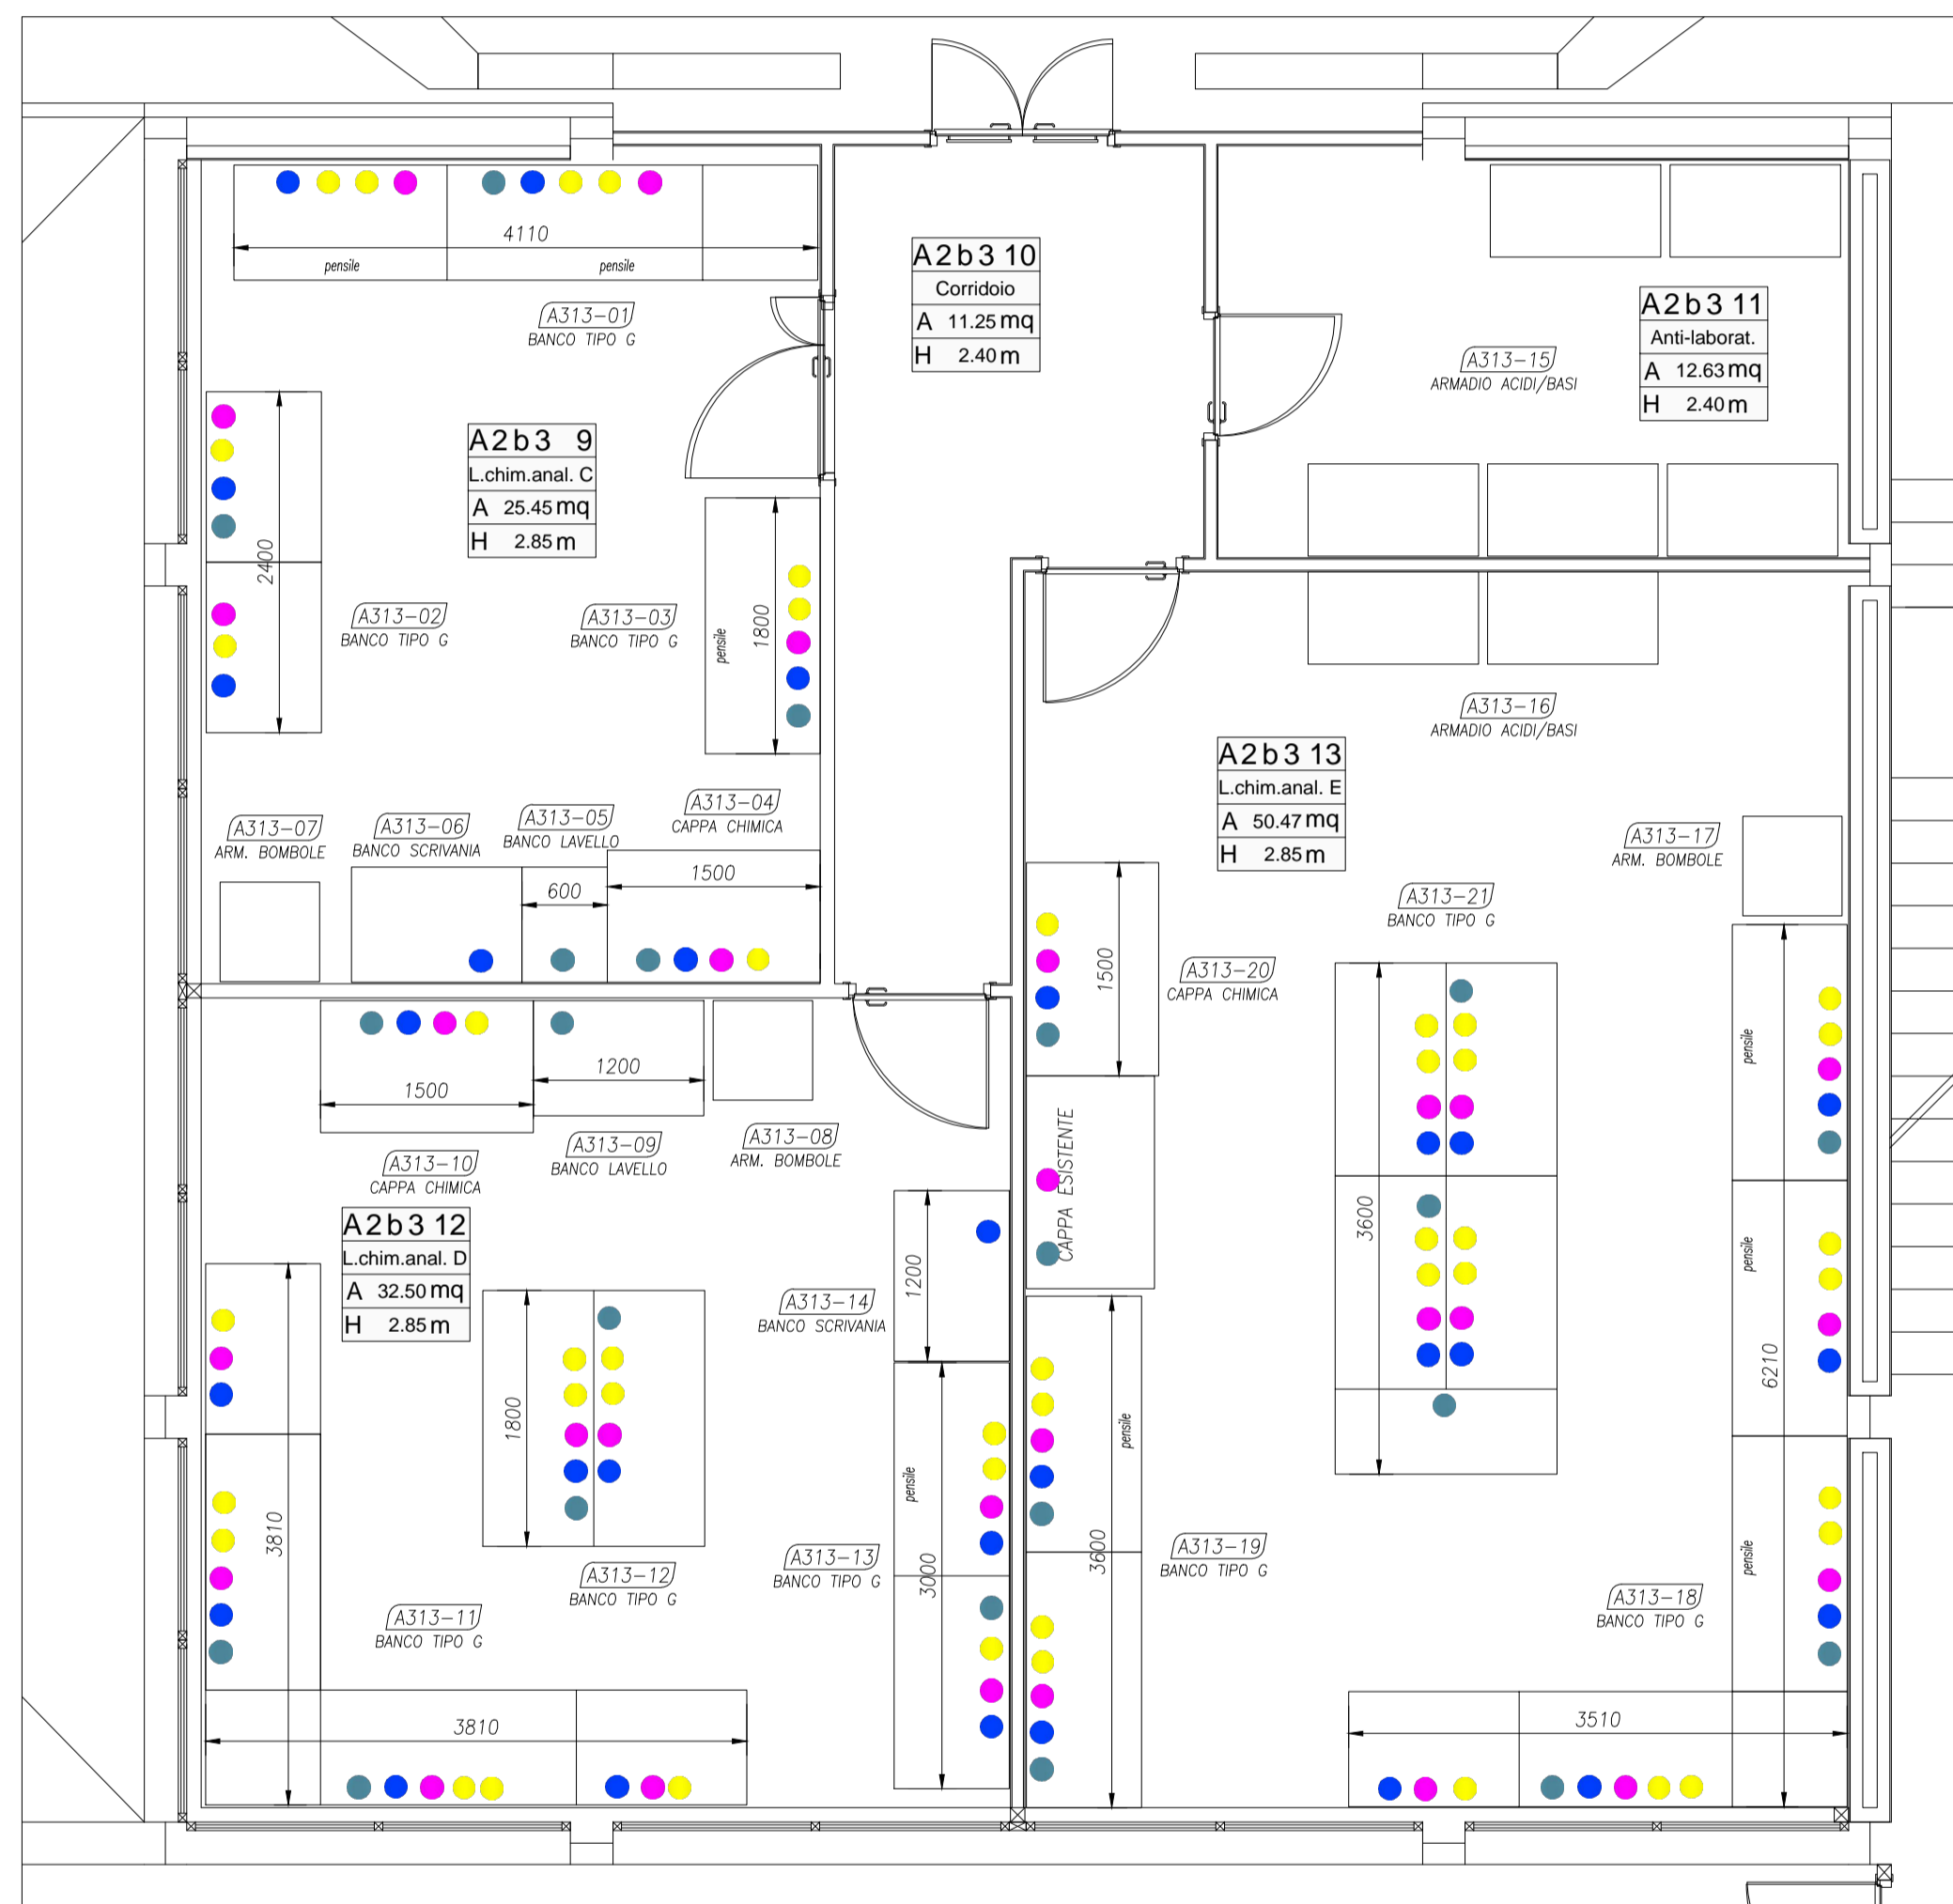 4110
pensile
pensile
A313-01
BANCO TIPO G
A2b3 9
L.chim.anal. C
A 25.45 mq
H 2.85 m
2400
A313-02
BANCO TIPO G
A313-03
BANCO TIPO G
pensile
1800
A313-04
CAPPA CHIMICA
A313-05
BANCO LAVELLO
A313-06
BANCO SCRIVANIA
A313-07
ARM. BOMBOLE
600
1500
A2b3 10
Corridoio
A 11.25 mq
H 2.40 m
A2b3 11
Anti-laborat.
A 12.63 mq
H 2.40 m
A313-15
ARMADIO ACIDI/BASI
A313-16
ARMADIO ACIDI/BASI
A2b3 13
L.chim.anal. E
A 50.47 mq
H 2.85 m
A313-17
ARM. BOMBOLE
A313-21
BANCO TIPO G
1500
A313-20
CAPPA CHIMICA
CAPPA ESISTENTE
3600
pensile
pensile
6210
pensile
1500
1200
A313-10
CAPPA CHIMICA
A313-09
BANCO LAVELLO
A313-08
ARM. BOMBOLE
A2b3 12
L.chim.anal. D
A 32.50 mq
H 2.85 m
1200
A313-14
BANCO SCRIVANIA
1800
3810
pensile
3000
A313-13
BANCO TIPO G
A313-12
BANCO TIPO G
A313-11
BANCO TIPO G
3810
pensile
3600
A313-19
BANCO TIPO G
A313-18
BANCO TIPO G
3510